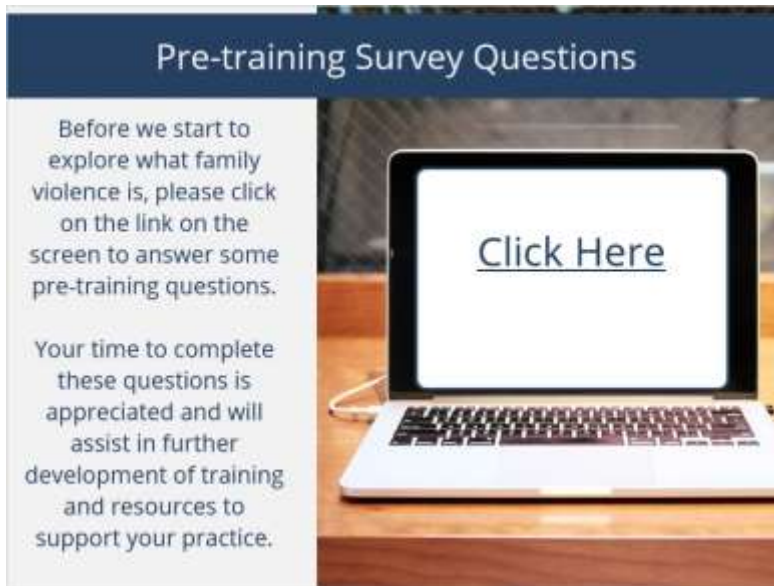 Pre-training Survey Questions
Before we start to
explore what family
violence is, please click
on the link on the
screen to answer some
pre-training questions.
Your time to complete
these questions is
appreciated and will
assist in further
development of training
and resources to
support your practice.
Click Here